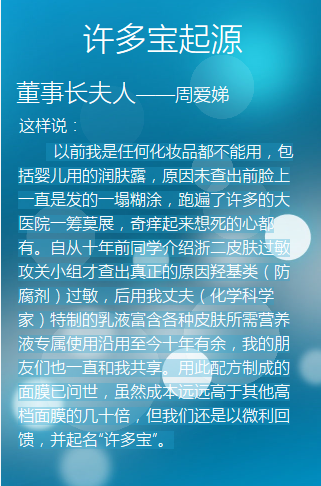 许多宝起源
董事长夫人——周爱娣
这样说：
以前我是任何化妆品都不能用，包
括婴儿用的润肤露，原因未查出前脸上
一直是发的一塌糊涂，跑遍了许多的大
医院一筹莫展，奇痒起来想死的心都
有。自从十年前同学介绍浙二皮肤过敏
攻关小组才查出真正的原因羟基类（防
腐剂）过敏，后用我丈夫（化学科学
家）特制的乳液富含各种皮肤所需营养
液专属使用沿用至今十年有余，我的朋
友们也一直和我共享。用此配方制成的
面膜已问世，虽然成本远远高于其他高
档面膜的几十倍，但我们还是以微利回
馈，并起名“许多宝”。